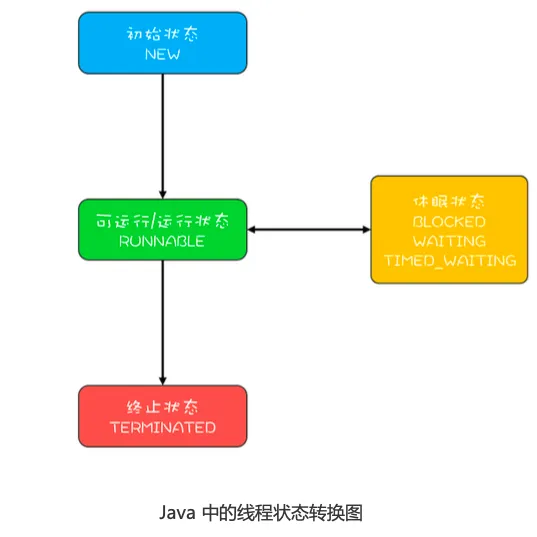 初始状态
NEW
可运行/运行状态
RUNNABLE
休眠状态
BLOCKED
WAITING
TIMED_WAITING
终止状态
TERMINATED
Java 中的线程状态转换图